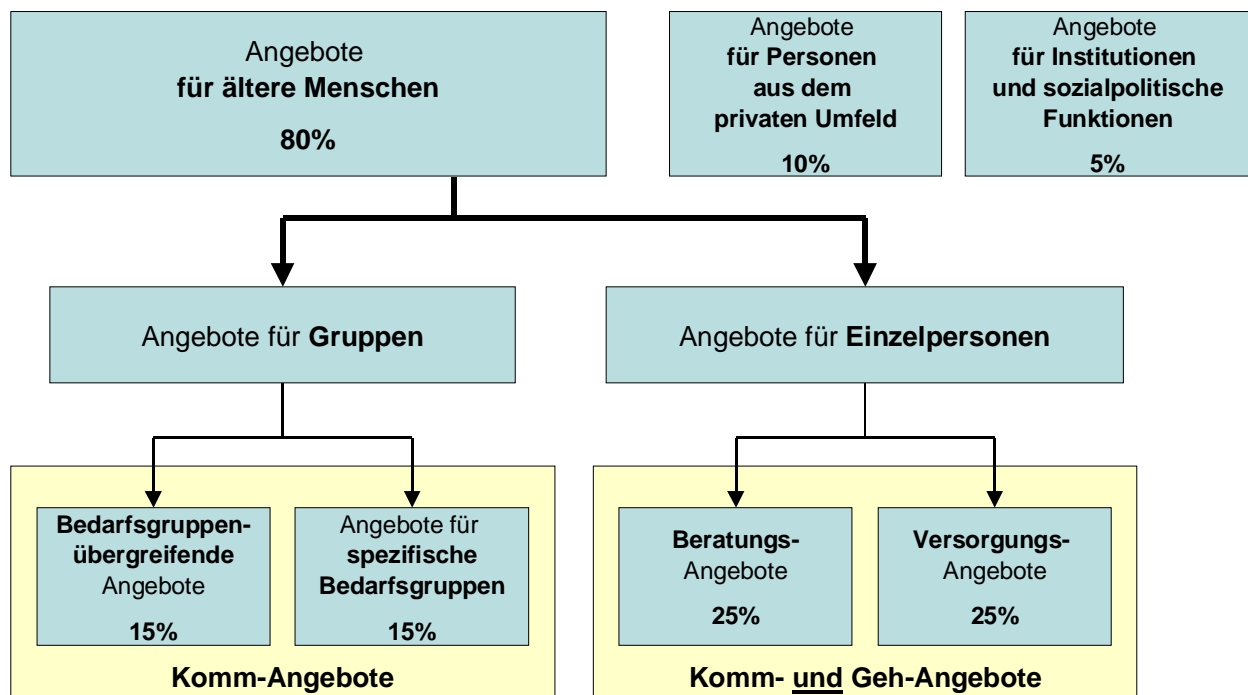 Angebote
für ältere Menschen
80%
Angebote
für Personen
aus dem
privaten Umfeld
10%
Angebote
für Institutionen
und sozialpolitische
Funktionen
5%
Angebote für Gruppen
Angebote für Einzelpersonen
Bedarfsgruppen-
übergreifende
Angebote
15%
Angebote für
spezifische
Bedarfsgruppen
15%
Komm-Angebote
Beratungs-
Angebote
25%
Versorgungs-
Angebote
25%
Komm- und Geh-Angebote